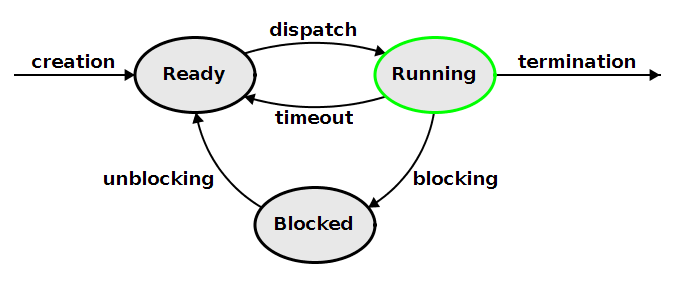 dispatch
creation
Ready
Running
termination
timeout
unblocking
blocking
Blocked